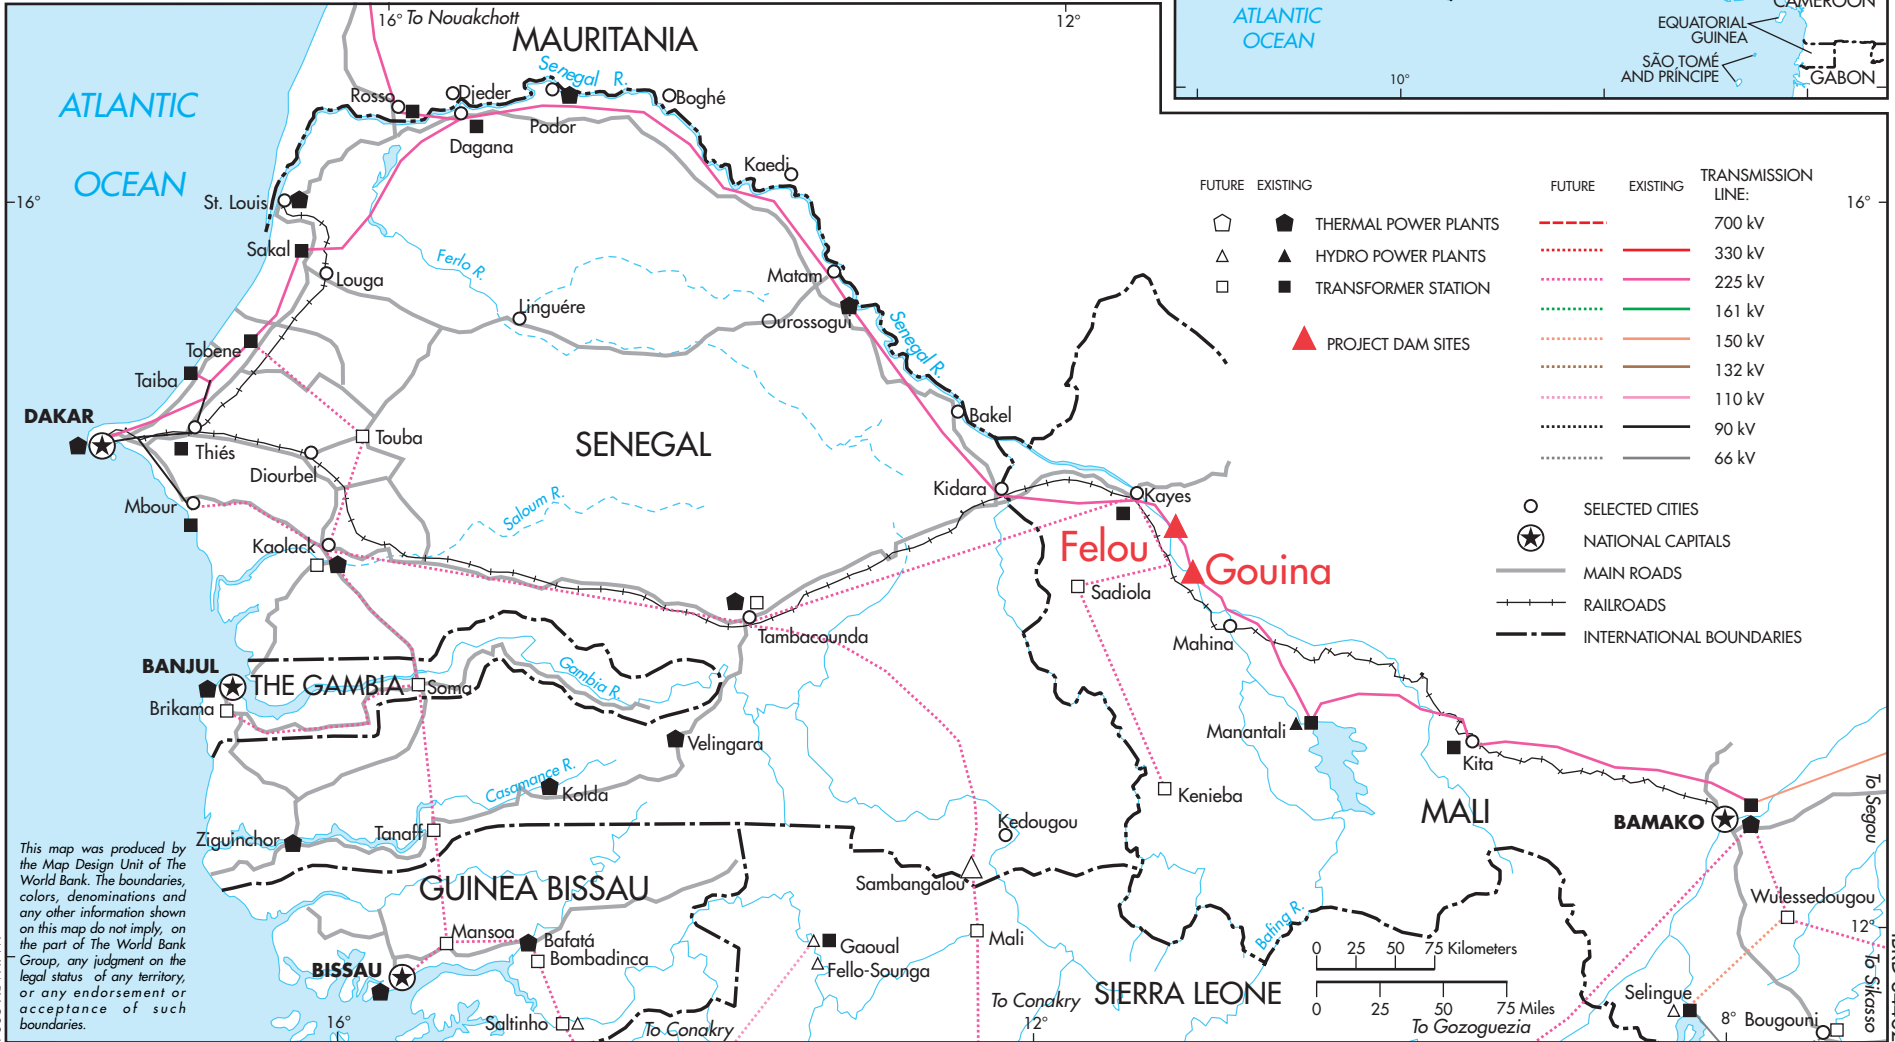 16°
To Nouakchott
12°
MAURITANIA
ATLANTIC
OCEAN
CAMEROON
EQUATORIAL
GUINEA
SÃO TOMÉ
AND PRÍNCIPE
GABON
10°
ATLANTIC
OCEAN
Senegal R.
Rosso
Djeder
Boghé
Podor
Dagana
Kaedi
16°
St. Louis
Sakal
Louga
Ferlo R.
Linguére
Matam
Ourossogui
Senegal R.
Tobene
Taiba
DAKAR
Thiés
Touba
Diourbel
SENEGAL
Bakel
Mbour
Saloum R.
Kidara
Kayes
Kaolack
Felou
Gouina
Sadiola
Tambacounda
Mahina
BANJUL
THE GAMBIA
Soma
Gambia R.
Brikama
Velingara
Manantali
Kita
Casamance R.
Kolda
Kenieba
MALI
BAMAKO
To Segou
Ziguinchor
Tanaff
Kedougou
Sambangalou
GUINEA BISSAU
Wulessedougou
12°
Mansoa
Bafatá
Bombadinca
Gaoual
Fello-Sounga
Mali
Bafing R.
BISSAU
Saltinho
To Conakry
To Conakry
SIERRA LEONE
16°
12°
To Gozoguezia
Selingue
8°
Bougouni
To Sikasso
FUTURE EXISTING
THERMAL POWER PLANTS
HYDRO POWER PLANTS
TRANSFORMER STATION
PROJECT DAM SITES
FUTURE EXISTING TRANSMISSION
LINE:
700 kV
330 kV
225 kV
161 kV
150 kV
132 kV
110 kV
90 kV
66 kV
16°
SELECTED CITIES
NATIONAL CAPITALS
MAIN ROADS
RAILROADS
INTERNATIONAL BOUNDARIES
0 25 50 75 Kilometers
0 25 50 75 Miles
This map was produced by
the Map Design Unit of The
World Bank. The boundaries,
colors, denominations and
any other information shown
on this map do not imply, on
the part of The World Bank
Group, any judgment on the
legal status of any territory,
or any endorsement or
acceptance of such
boundaries.